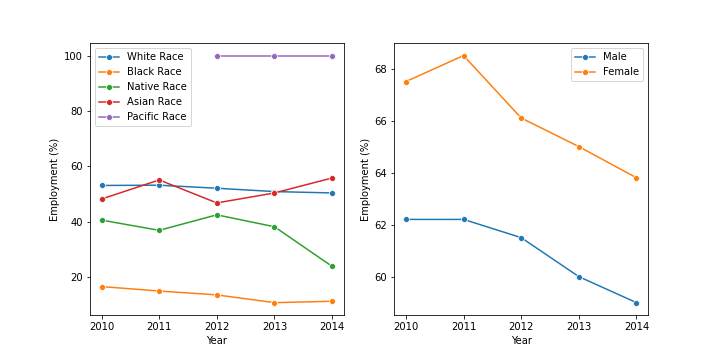 White Race
Black Race
Native Race
Asian Race
Pacific Race
100
80
60
40
20
Employment (%)
2010 2011 2012 2013 2014
Year
Male
Female
68
66
64
62
60
Employment (%)
2010 2011 2012 2013 2014
Year